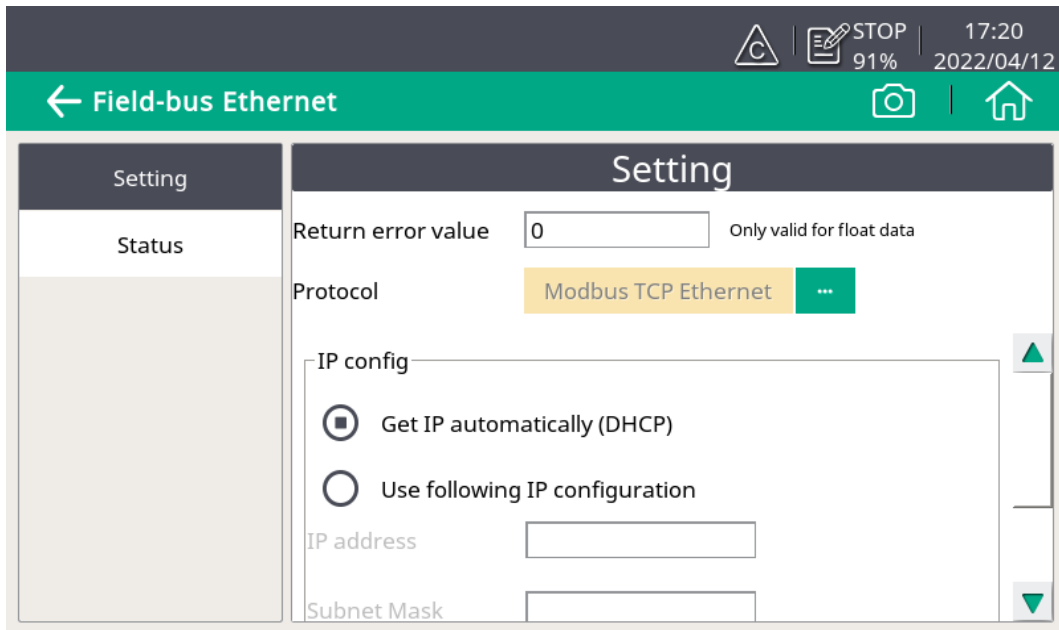 C
STOP
91%
17:20
2022/04/12
Field-bus Ethernet
Setting
Status
Setting
Return error value
0
Only valid for float data
Protocol
Modbus TCP Ethernet
...
IP config
Get IP automatically (DHCP)
Use following IP configuration
IP address
Subnet Mask